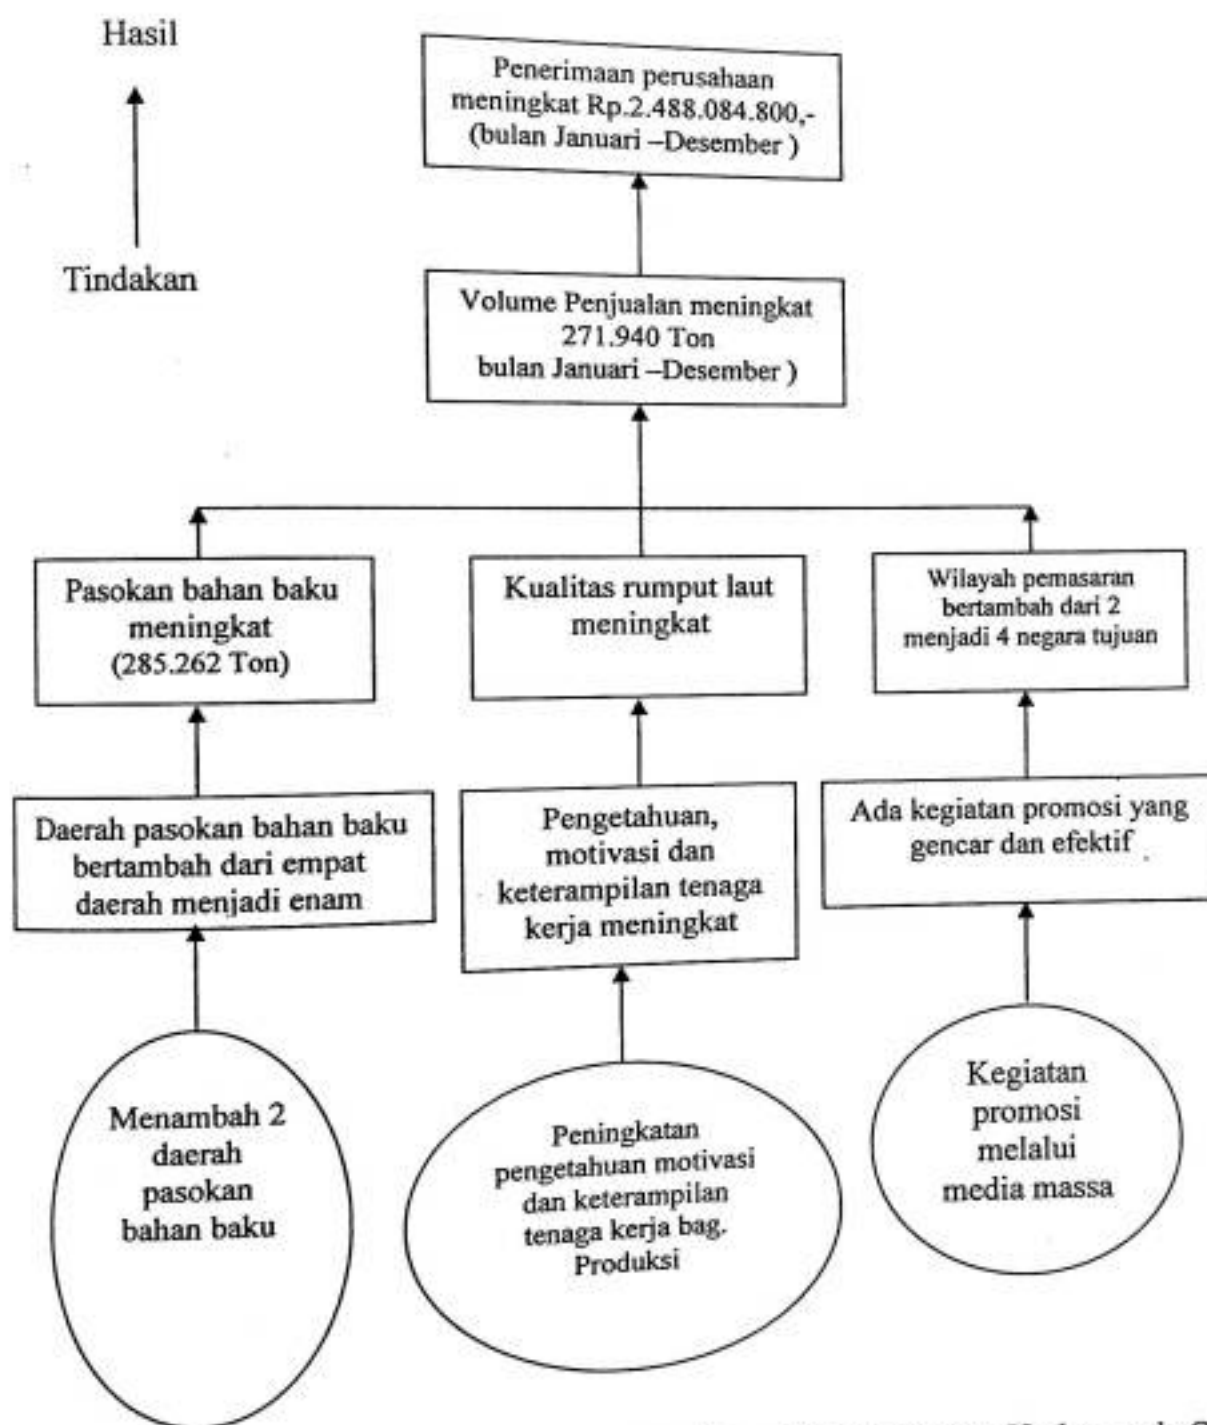 Hasil
Tindakan
Penerimaan perusahaan
meningkat Rp.2.488.084.800,-
(bulan Januari –Desember )
Volume Penjualan meningkat
271.940 Ton
bulan Januari –Desember )
Pasokan bahan baku
meningkat
(285.262 Ton)
Kualitas rumput laut
meningkat
Wilayah pemasaran
bertambah dari 2
menjadi 4 negara tujuan
Daerah pasokan bahan baku
bertambah dari empat
daerah menjadi enam
Pengetahuan,
motivasi dan
keterampilan tenaga
kerja meningkat
Ada kegiatan promosi yang
gencar dan efektif
Menambah 2
daerah
pasokan
bahan baku
Peningkatan
pengetahuan motivasi
dan keterampilan
tenaga kerja bag.
Produksi
Kegiatan
promosi
melalui
media massa